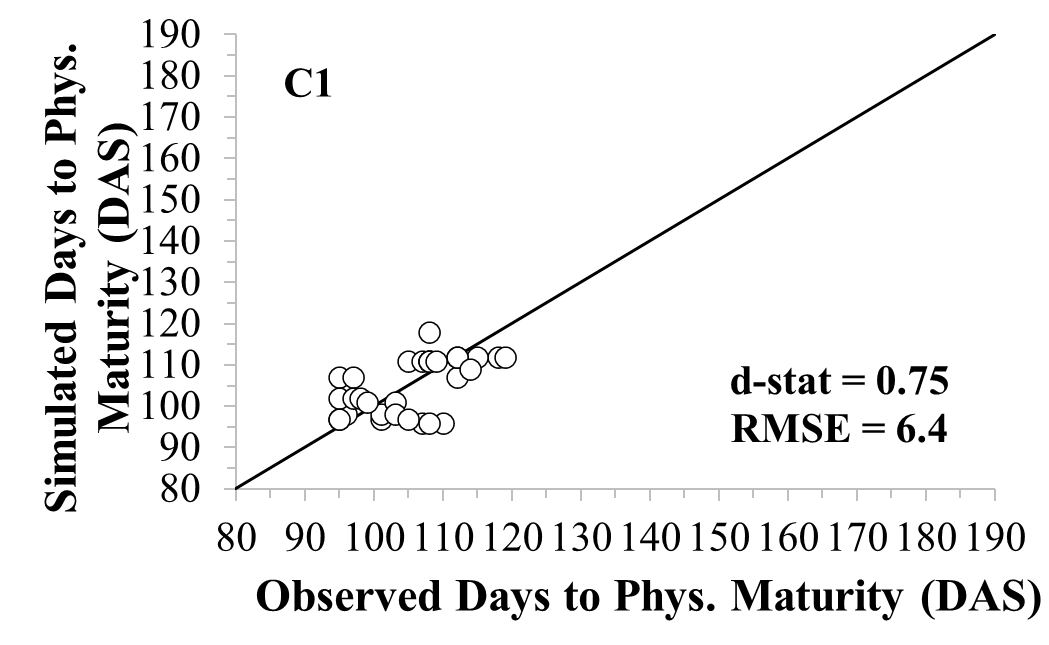 Simulated Days to Phys.
Maturity (DAS)
190
180
170
160
150
140
130
120
110
100
90
80
C1
d-stat = 0.75
RMSE = 6.4
80 90 100 110 120 130 140 150 160 170 180 190
Observed Days to Phys. Maturity (DAS)